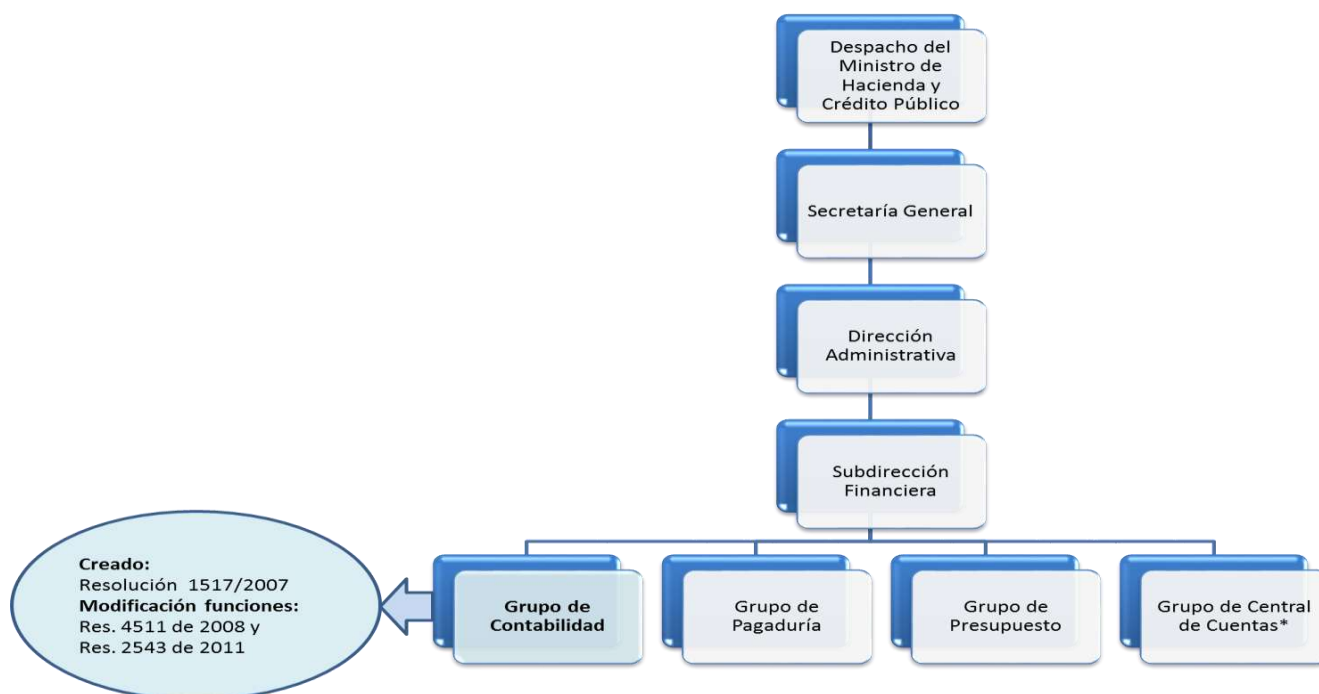 Despacho del
Ministro de
Hacienda y
Crédito Público
Secretaría General
Dirección
Administrativa
Subdirección
Financiera
Creado:
Resolución 1517/2007
Modificación funciones:
Res. 4511 de 2008 y
Res. 2543 de 2011
Grupo de
Contabilidad
Grupo de
Pagaduría
Grupo de
Presupuesto
Grupo de Central
de Cuentas*